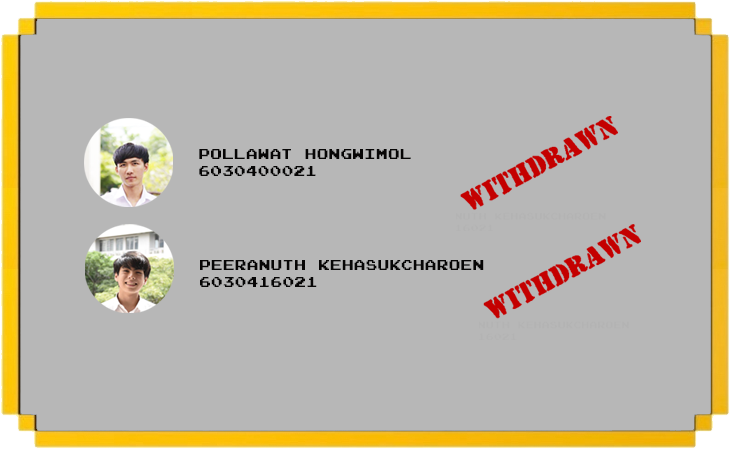 POLLAWAT HONGWIMOL
6030400021
WITHDRAWN
PEERANUTH KEHASUKCHAROEN
6030416021
WITHDRAWN